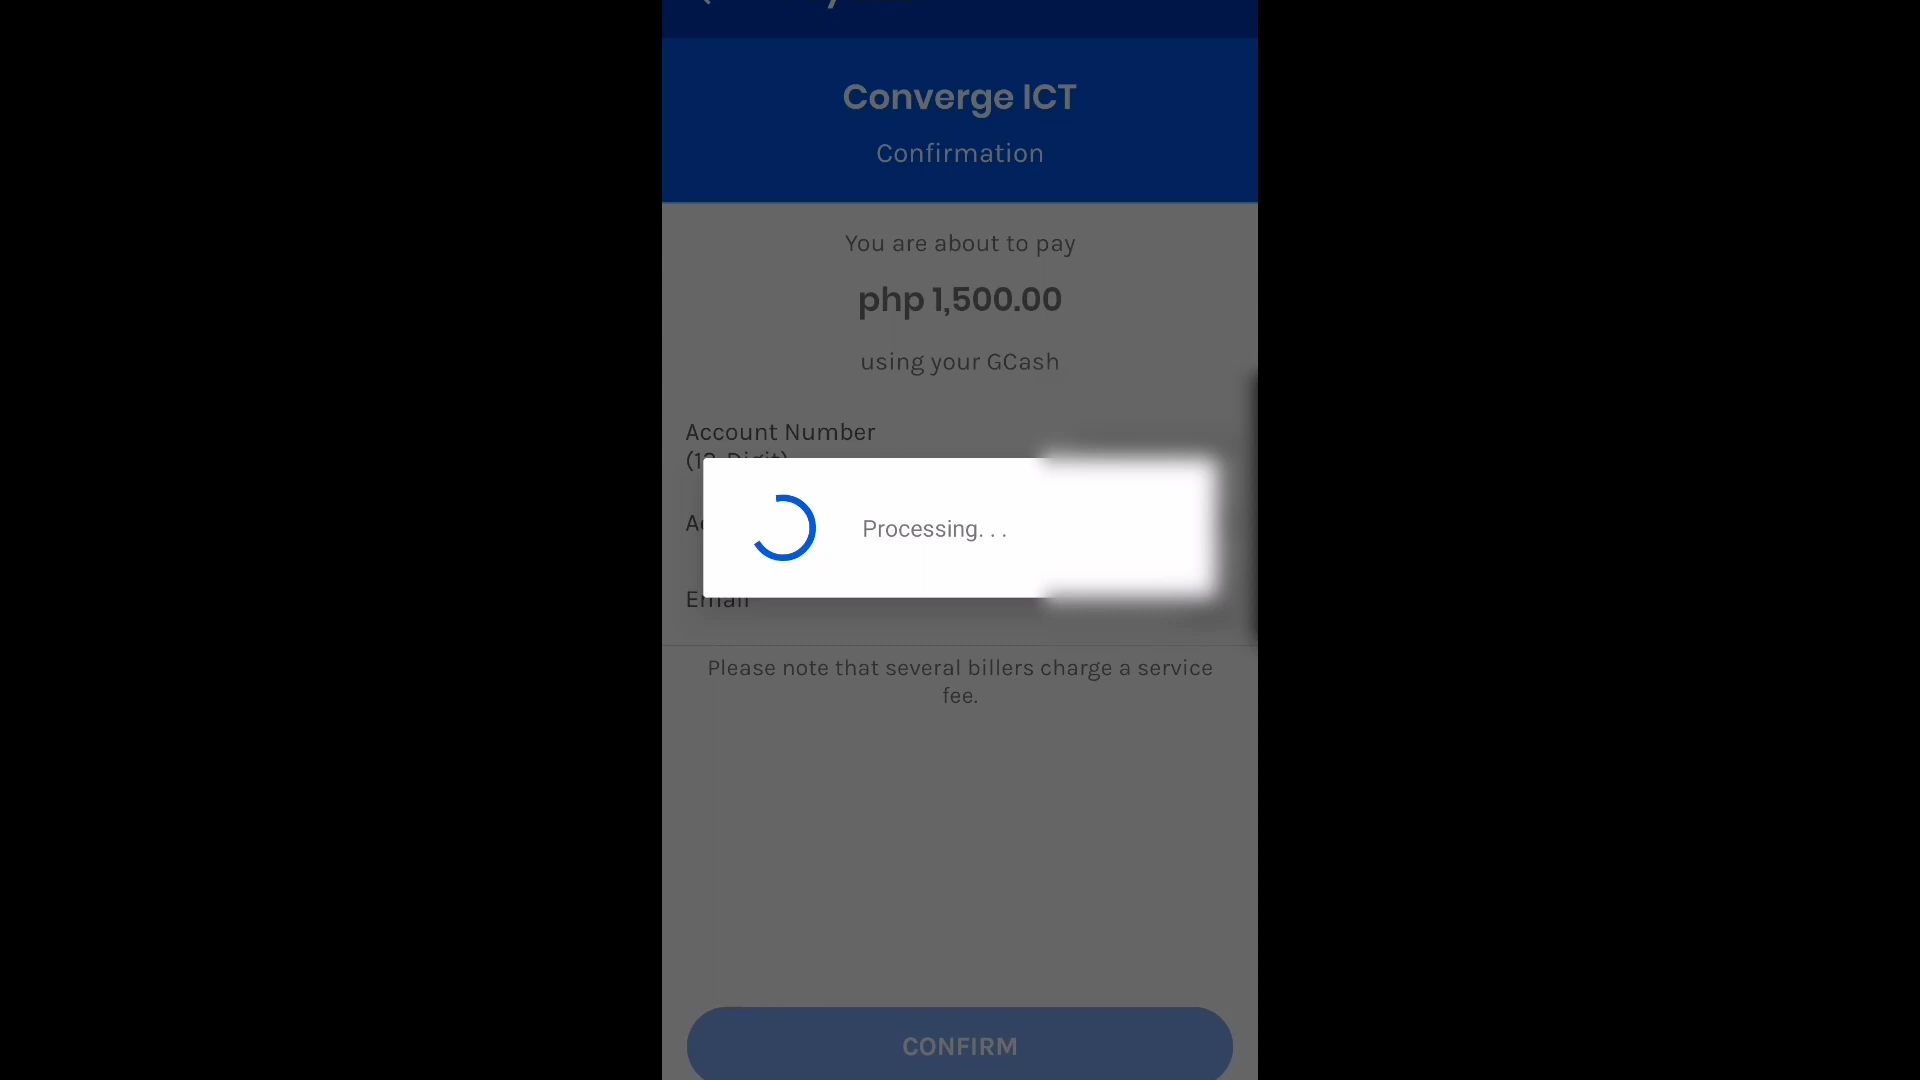 Converge ICT
Confirmation
You are about to pay
php 1,500.00
using your GCash
Account Number
Processing. . .
Email
Please note that several billers charge a service
fee.
CONFIRM